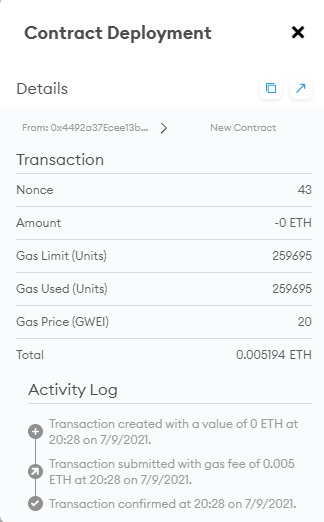 Contract Deployment
Details
From: 0x4492a37Ecee13b... New Contract
Transaction
Nonce 43
Amount -0 ETH
Gas Limit (Units) 259695
Gas Used (Units) 259695
Gas Price (GWEI) 20
Total 0.005194 ETH
Activity Log
Transaction created with a value of 0 ETH at
20:28 on 7/9/2021.
Transaction submitted with gas fee of 0.005
ETH at 20:28 on 7/9/2021.
Transaction confirmed at 20:28 on 7/9/2021.